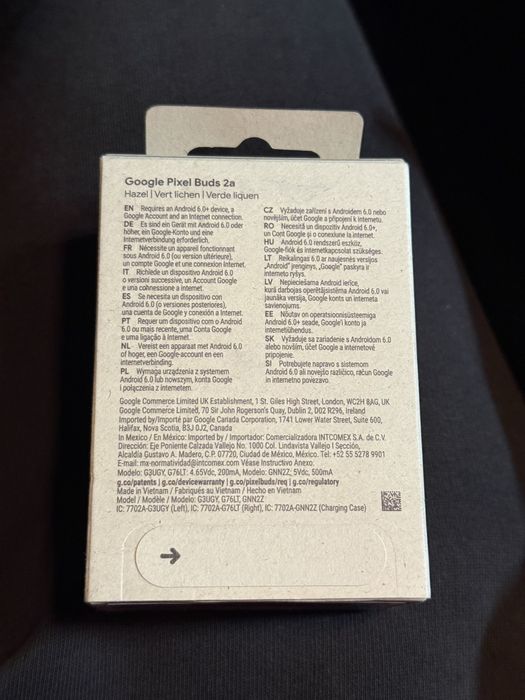 Google Pixel Buds 2a
Hazel | Vert lichen | Verde liquen
EN Requires an Android 6.0+ device, a
Google Account and an Internet connection.
DE Es sind ein Gerät mit Android 6.0 oder
höher, ein Google-Konto und eine
Internetverbindung erforderlich.
FR Nécessite un appareil fonctionnant
sous Android 6.0 (ou version ultérieure),
un compte Google et une connexion Internet.
IT Richiede un dispositivo Android 6.0
o versioni successive, un Account Google
e una connessione a Internet.
ES Se necesita un dispositivo con
Android 6.0 (o versiones posteriores),
una cuenta de Google y conexión a Internet.
PT Requer um dispositivo com o Android
6.0 ou mais recente, uma Conta Google
e uma ligação à Internet.
NL Vereist een apparaat met Android 6.0
of hoger, een Google-account en een
internetverbinding.
PL Wymaga urządzenia z systemem
Android 6.0 lub nowszym, konta Google
i połączenia z internetem.
CZ Vyžaduje zařízení s Androidem 6.0 nebo
novějším, účet Google a připojení k internetu.
RO Necesită un dispozitiv Android 6.0+,
un Cont Google și o conexiune la internet.
HU Android 6.0 rendszerű eszköz,
Google-fiók és internetkapcsolat szükséges.
LT Reikalingas 6.0 ar naujesnės versijos
„Android" įrenginys, „Google" paskyra ir
interneto ryšys.
LV Nepieciešama Android ierīce,
kurā darbojas operētājsistēma Android 6.0 vai
jaunāka versija, Google konts un interneta
savienojums.
EE Nõutav on operatsioonisüsteemiga
Android 6.0+ seade, Google'i konto ja
internetiühendus.
SK Vyžaduje sa zariadenie s Androidom 6.0
alebo novším, účet Google a internetové
pripojenie.
SI Potrebujete napravo s sistemom
Android 6.0 ali novejšo različico, račun Google
in internetno povezavo.
Google Commerce Limited UK Establishment, 1 St. Giles High Street, London, WC2H 8AG, UK
Google Commerce Limited, 70 Sir John Rogerson's Quay, Dublin 2, D02 R296, Ireland
Imported by/Importé par Google Canada Corporation, 1741 Lower Water Street, Suite 600,
Halifax, Nova Scotia, B3J 0J2, Canada
In Mexico / En México: Imported by / Importador: Comercializadora INTCOMEX S.A. de C.V.
Dirección: Eje Poniente Calzada Vallejo No. 1000 Col. Lindavista Vallejo I Sección,
Alcaldía Gustavo A. Madero, C.P. 07720, Ciudad de México, México. Tel: +52 55 5278 9901
E-mail: mx-normatividad@intcomex.com Véase Instructivo Anexo.
Modelo: G3UGY, G76LT: 4.65Vdc, 200mA, Modelo: GNN2Z: 5Vdc, 500mA
g.co/patents | g.co/devicewarranty | g.co/pixelbuds/req | g.co/regulatory
Made in Vietnam / Fabriqués au Vietnam / Hecho en Vietnam
Model / Modèle / Modelo: G3UGY, G76LT, GNN2Z
IC: 7702A-G3UGY (Left), IC: 7702A-G76LT (Right), IC: 7702A-GNN2Z (Charging Case)